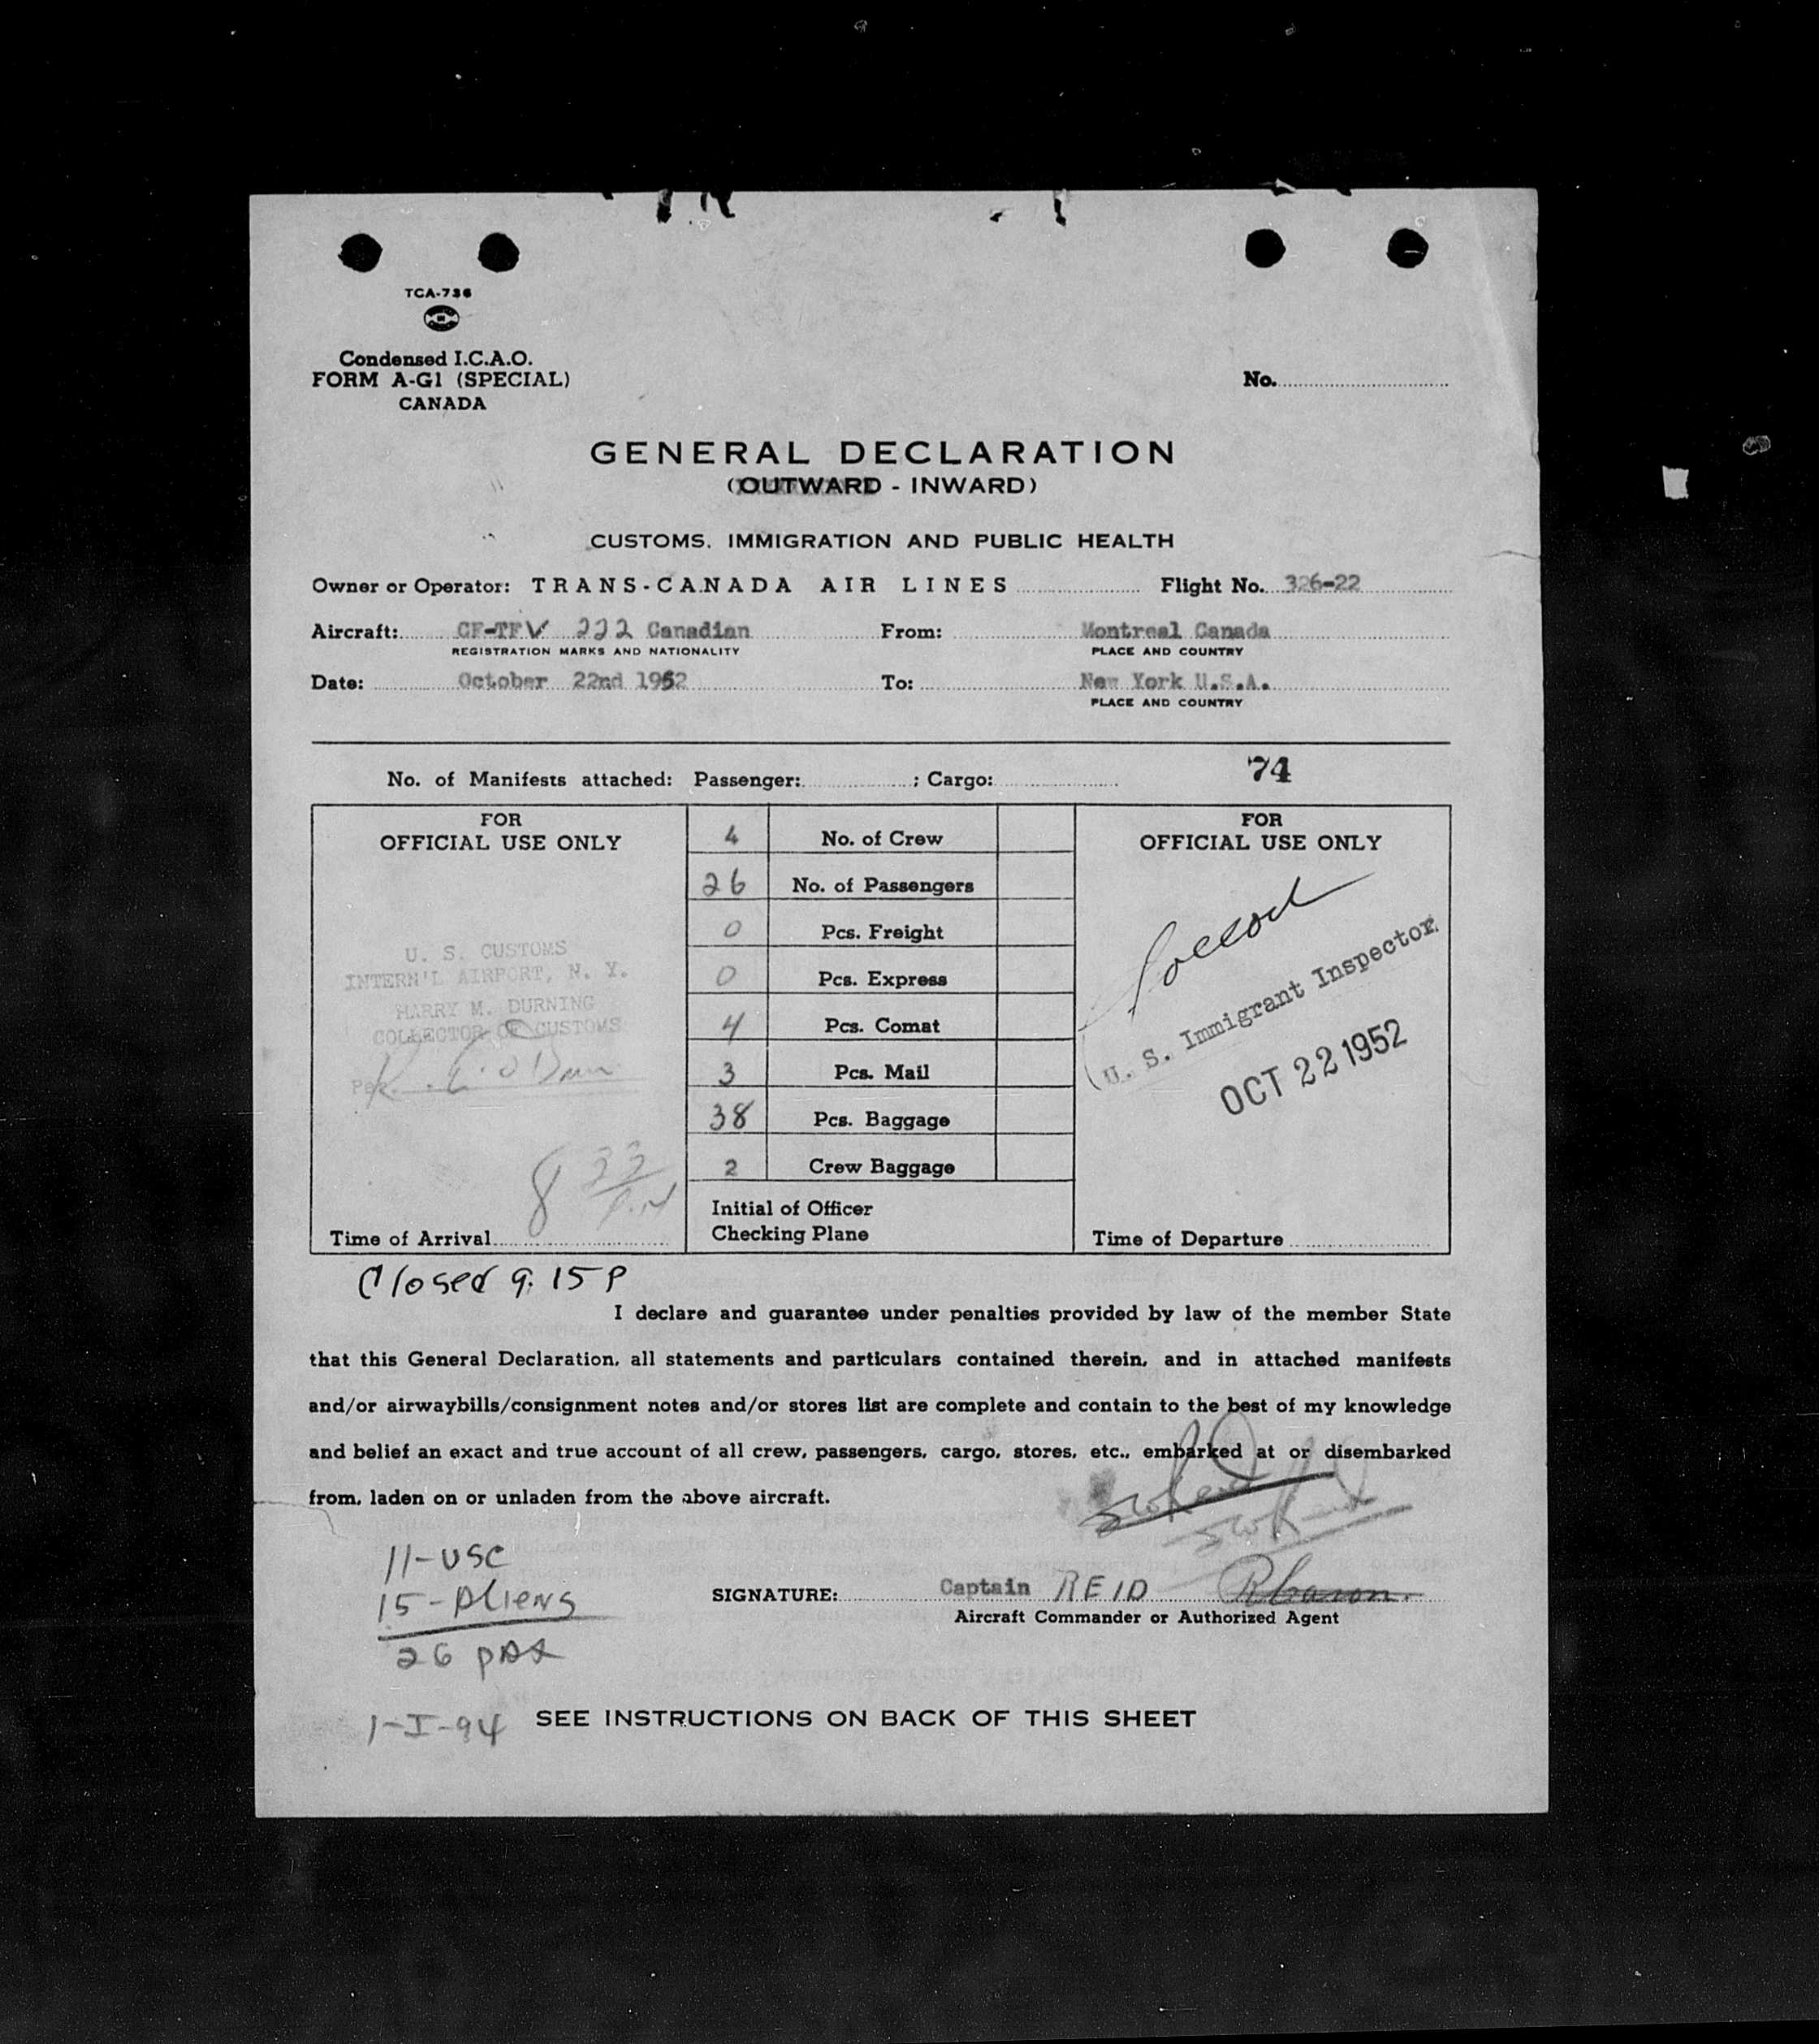 TCA-736
Condensed I.C.A.O.
FORM A-G1 (SPECIAL)
CANADA
No.
GENERAL DECLARATION
(OUTWARD - INWARD)
CUSTOMS, IMMIGRATION AND PUBLIC HEALTH
Owner or Operator: TRANS-CANADA AIR LINES Flight No. 326-22
Aircraft: CF-TFV 222 Canadian From: Montreal Canada
REGISTRATION MARKS AND NATIONALITY PLACE AND COUNTRY
Date: October 22nd 1952 To: New York U.S.A.
PLACE AND COUNTRY
74
No. of Manifests attached: Passenger: ; Cargo:
FOR
OFFICIAL USE ONLY
U. S. CUSTOMS
INTERN'L AIRPORT, N. Y.
HARRY M. DURNING
COLLECTOR OF CUSTOMS
Per
8 22
Time of Arrival
4 No. of Crew
26 No. of Passengers
0 Pcs. Freight
0 Pcs. Express
4 Pcs. Comat
3 Pcs. Mail
38 Pcs. Baggage
2 Crew Baggage
Initial of Officer
Checking Plane
FOR
OFFICIAL USE ONLY
U. S. Immigrant Inspector
OCT 22 1952
Time of Departure
Closed 9:15 P
I declare and guarantee under penalties provided by law of the member State
that this General Declaration, all statements and particulars contained therein, and in attached manifests
and/or airwaybills/consignment notes and/or stores list are complete and contain to the best of my knowledge
and belief an exact and true account of all crew, passengers, cargo, stores, etc., embarked at or disembarked
from, laden on or unladen from the above aircraft.
11-USC
15-Aliens
26 pax
SIGNATURE: Captain REID
Aircraft Commander or Authorized Agent
1-I-94
SEE INSTRUCTIONS ON BACK OF THIS SHEET